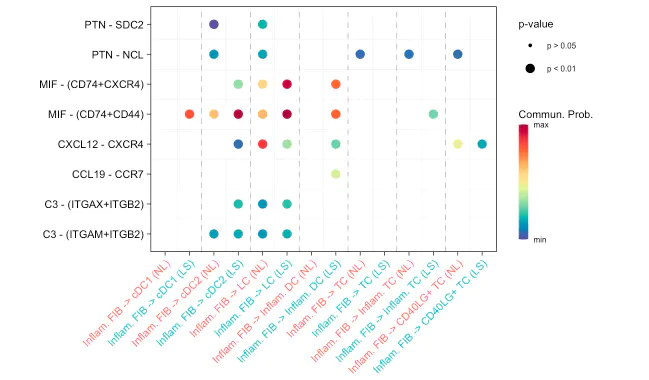 PTN - SDC2
PTN - NCL
MIF - (CD74+CXCR4)
MIF - (CD74+CD44)
CXCL12 - CXCR4
CCL19 - CCR7
C3 - (ITGAX+ITGB2)
C3 - (ITGAM+ITGB2)
Inflam. FIB -> cDC1 (NL)
Inflam. FIB -> cDC1 (LS)
Inflam. FIB -> cDC2 (NL)
Inflam. FIB -> cDC2 (LS)
Inflam. FIB -> LC (NL)
Inflam. FIB -> LC (LS)
Inflam. FIB -> Inflam. DC (NL)
Inflam. FIB -> Inflam. DC (LS)
Inflam. FIB -> TC (NL)
Inflam. FIB -> TC (LS)
Inflam. FIB -> Inflam. TC (NL)
Inflam. FIB -> Inflam. TC (LS)
Inflam. FIB -> CD40LG+ TC (NL)
Inflam. FIB -> CD40LG+ TC (LS)
p-value
p > 0.05
p < 0.01
Commun. Prob.
max
min